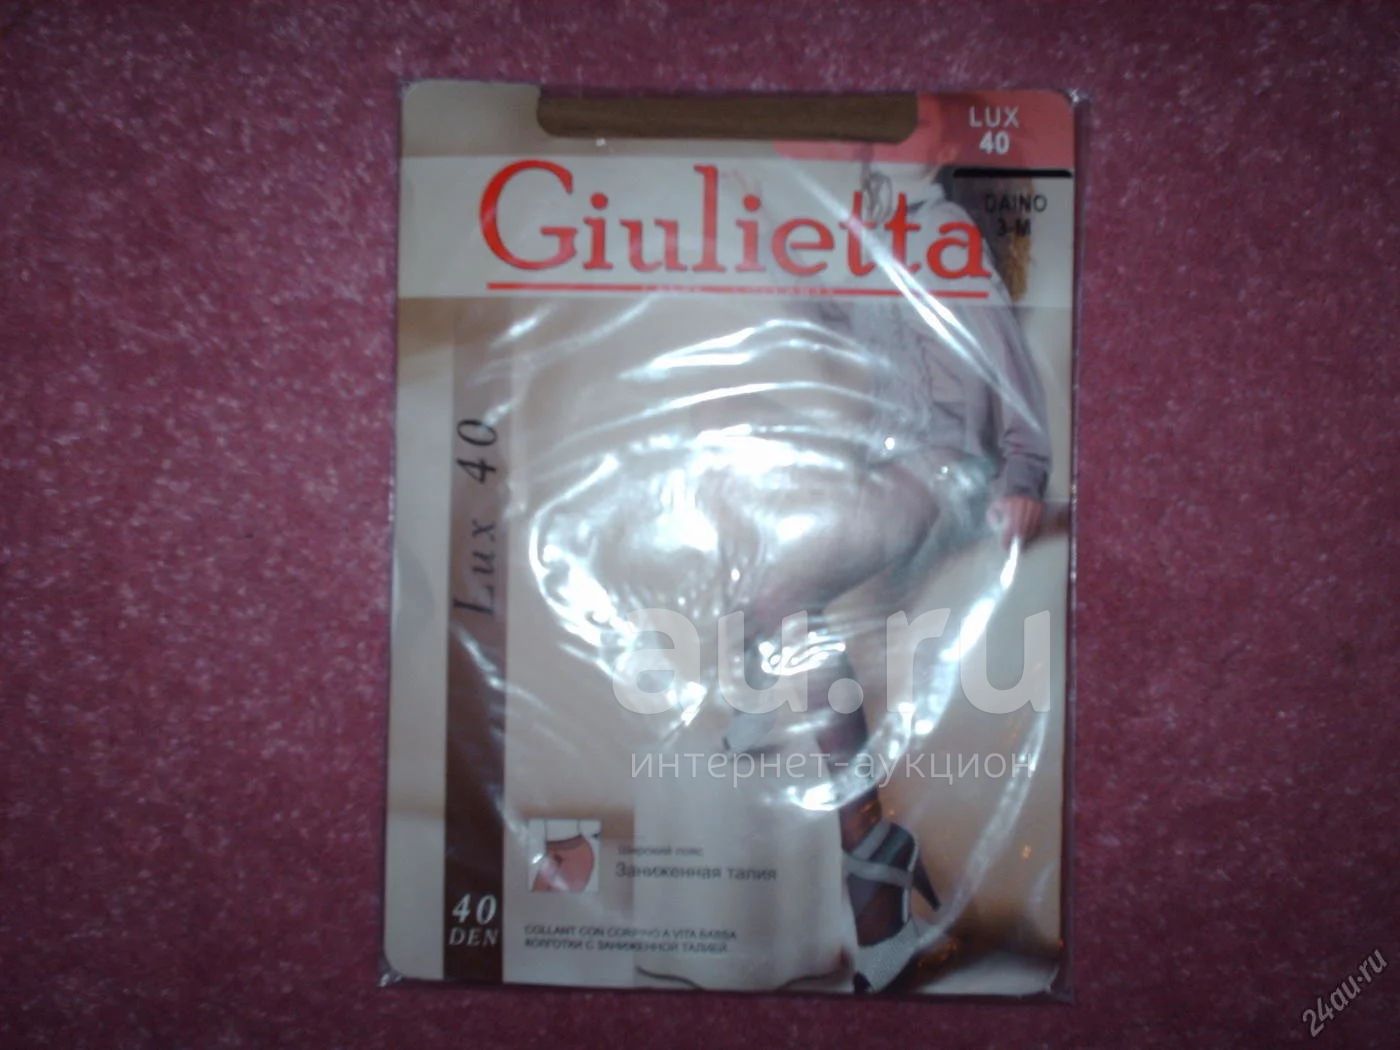 LUX
40
Giulietta
DAINO
3-M
Lux 40
au.ru
интернет-аукцион
Широкий пояс
Заниженная талия
40
DEN
COLLANT CON CORPINO A VITA BASSA
КОЛГОТКИ С ЗАНИЖЕННОЙ ТАЛИЕЙ
24au.ru